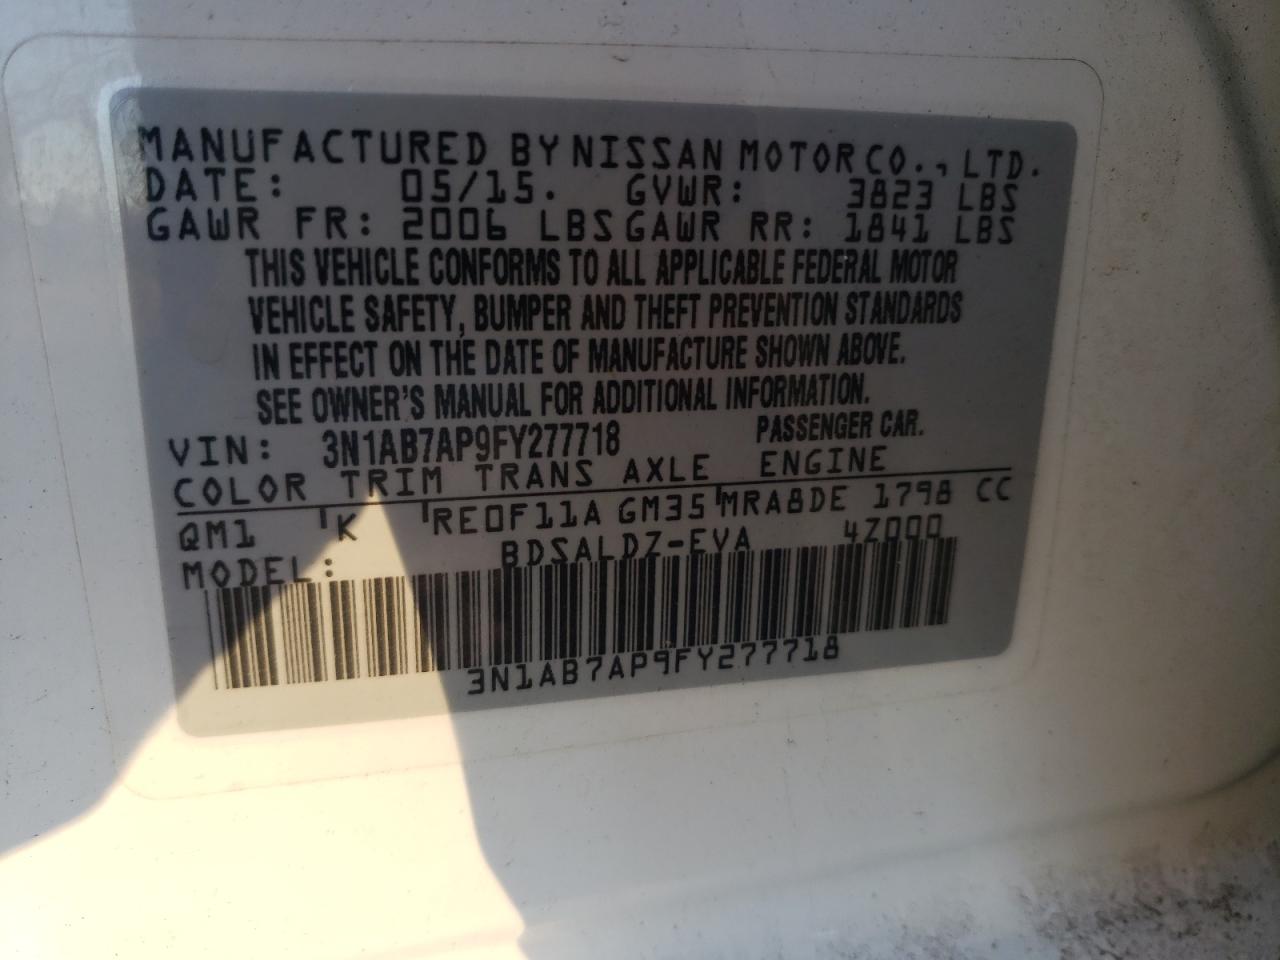 MANUFACTURED BY NISSAN MOTOR CO., LTD.
DATE: 05/15. GVWR: 3823 LBS
GAWR FR: 2006 LBS GAWR RR: 1841 LBS
THIS VEHICLE CONFORMS TO ALL APPLICABLE FEDERAL MOTOR
VEHICLE SAFETY, BUMPER AND THEFT PREVENTION STANDARDS
IN EFFECT ON THE DATE OF MANUFACTURE SHOWN ABOVE.
SEE OWNER'S MANUAL FOR ADDITIONAL INFORMATION.
VIN: 3N1AB7AP9FY277718 PASSENGER CAR.
COLOR TRIM TRANS AXLE ENGINE
QM1 K RE0F11A GM35 MRA8DE 1798 CC
MODEL: BDSALDZ-EVA 4Z000
3N1AB7AP9FY277718